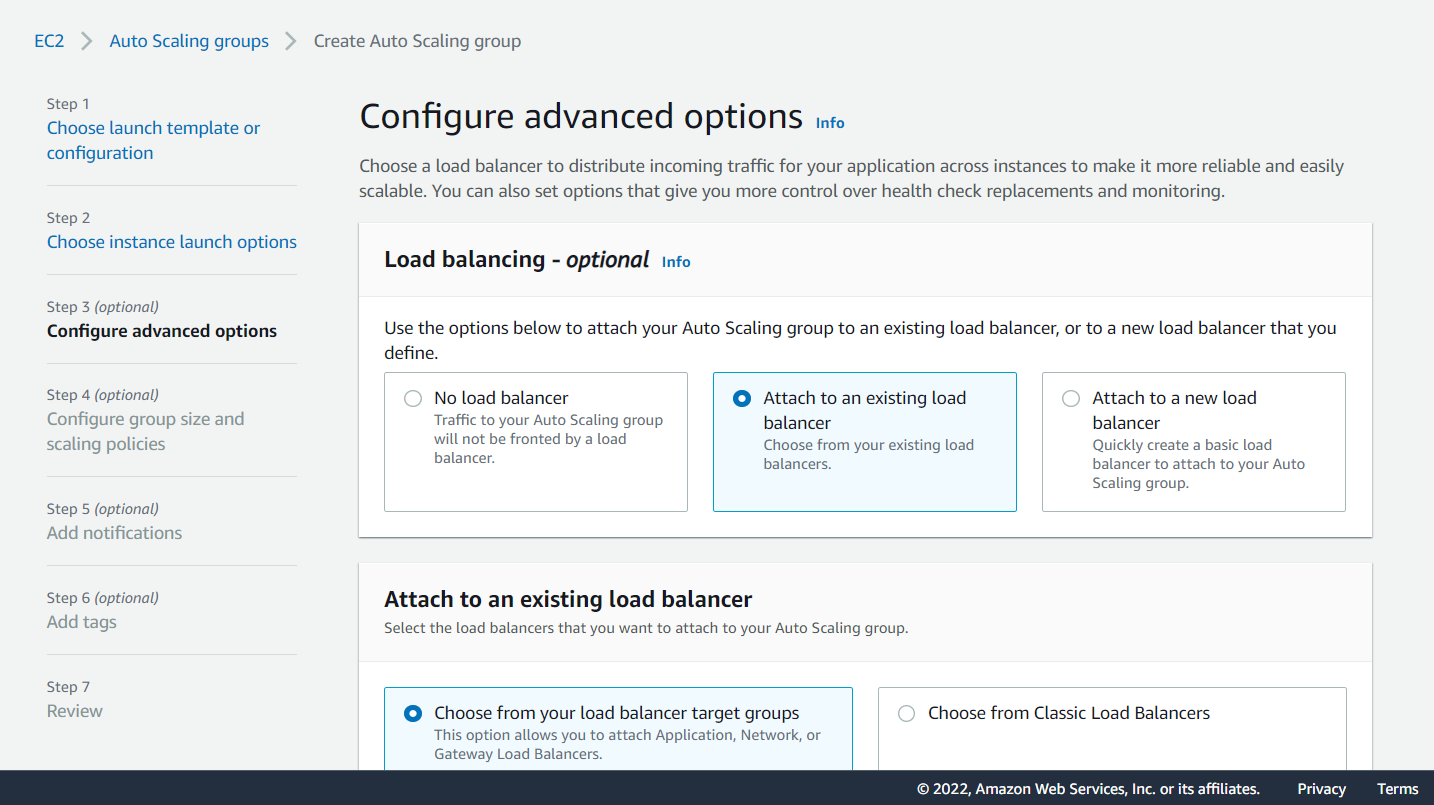 EC2 > Auto Scaling groups > Create Auto Scaling group
Step 1
Choose launch template or
configuration
Step 2
Choose instance launch options
Step 3 (optional)
Configure advanced options
Step 4 (optional)
Configure group size and
scaling policies
Step 5 (optional)
Add notifications
Step 6 (optional)
Add tags
Step 7
Review
Configure advanced options Info
Choose a load balancer to distribute incoming traffic for your application across instances to make it more reliable and easily
scalable. You can also set options that give you more control over health check replacements and monitoring.
Load balancing - optional Info
Use the options below to attach your Auto Scaling group to an existing load balancer, or to a new load balancer that you
define.
No load balancer
Traffic to your Auto Scaling group
will not be fronted by a load
balancer.
Attach to an existing load
balancer
Choose from your existing load
balancers.
Attach to a new load
balancer
Quickly create a basic load
balancer to attach to your Auto
Scaling group.
Attach to an existing load balancer
Select the load balancers that you want to attach to your Auto Scaling group.
Choose from your load balancer target groups
This option allows you to attach Application, Network, or
Gateway Load Balancers.
Choose from Classic Load Balancers
© 2022, Amazon Web Services, Inc. or its affiliates. Privacy Terms